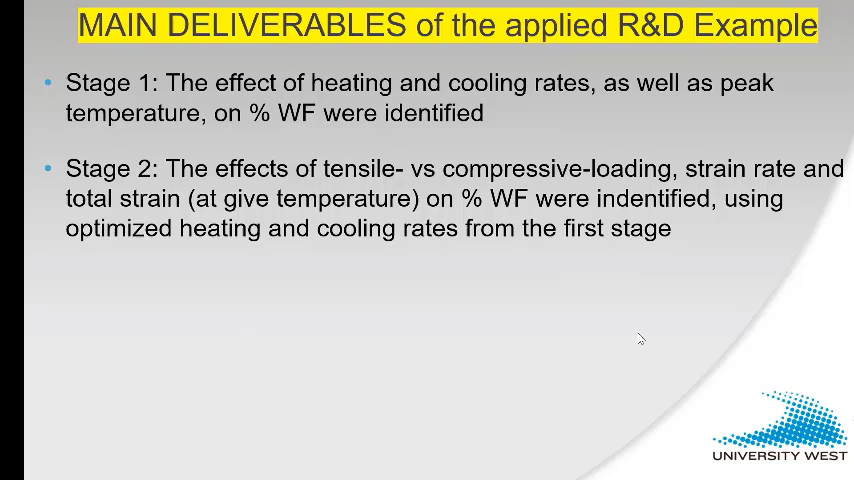 MAIN DELIVERABLES of the applied R&D Example
• Stage 1: The effect of heating and cooling rates, as well as peak
temperature, on % WF were identified
• Stage 2: The effects of tensile- vs compressive-loading, strain rate and
total strain (at give temperature) on % WF were indentified, using
optimized heating and cooling rates from the first stage
UNIVERSITY WEST